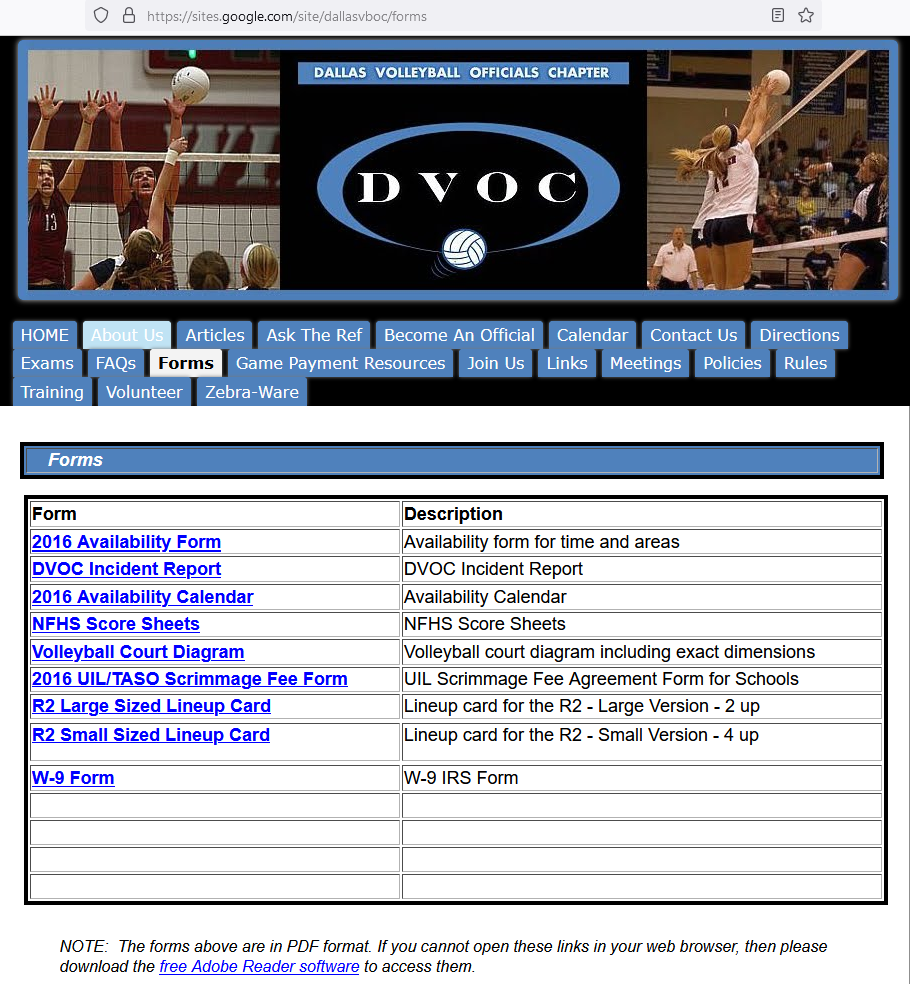 https://sites.google.com/site/dallasvboc/forms
DALLAS VOLLEYBALL OFFICIALS CHAPTER
DVOC
13
HOME About Us Articles Ask The Ref Become An Official Calendar Contact Us Directions
Exams FAQs Forms Game Payment Resources Join Us Links Meetings Policies Rules
Training Volunteer Zebra-Ware
Forms
Form Description
2016 Availability Form Availability form for time and areas
DVOC Incident Report DVOC Incident Report
2016 Availability Calendar Availability Calendar
NFHS Score Sheets NFHS Score Sheets
Volleyball Court Diagram Volleyball court diagram including exact dimensions
2016 UIL/TASO Scrimmage Fee Form UIL Scrimmage Fee Agreement Form for Schools
R2 Large Sized Lineup Card Lineup card for the R2 - Large Version - 2 up
R2 Small Sized Lineup Card Lineup card for the R2 - Small Version - 4 up
W-9 Form W-9 IRS Form
NOTE: The forms above are in PDF format. If you cannot open these links in your web browser, then please
download the free Adobe Reader software to access them.